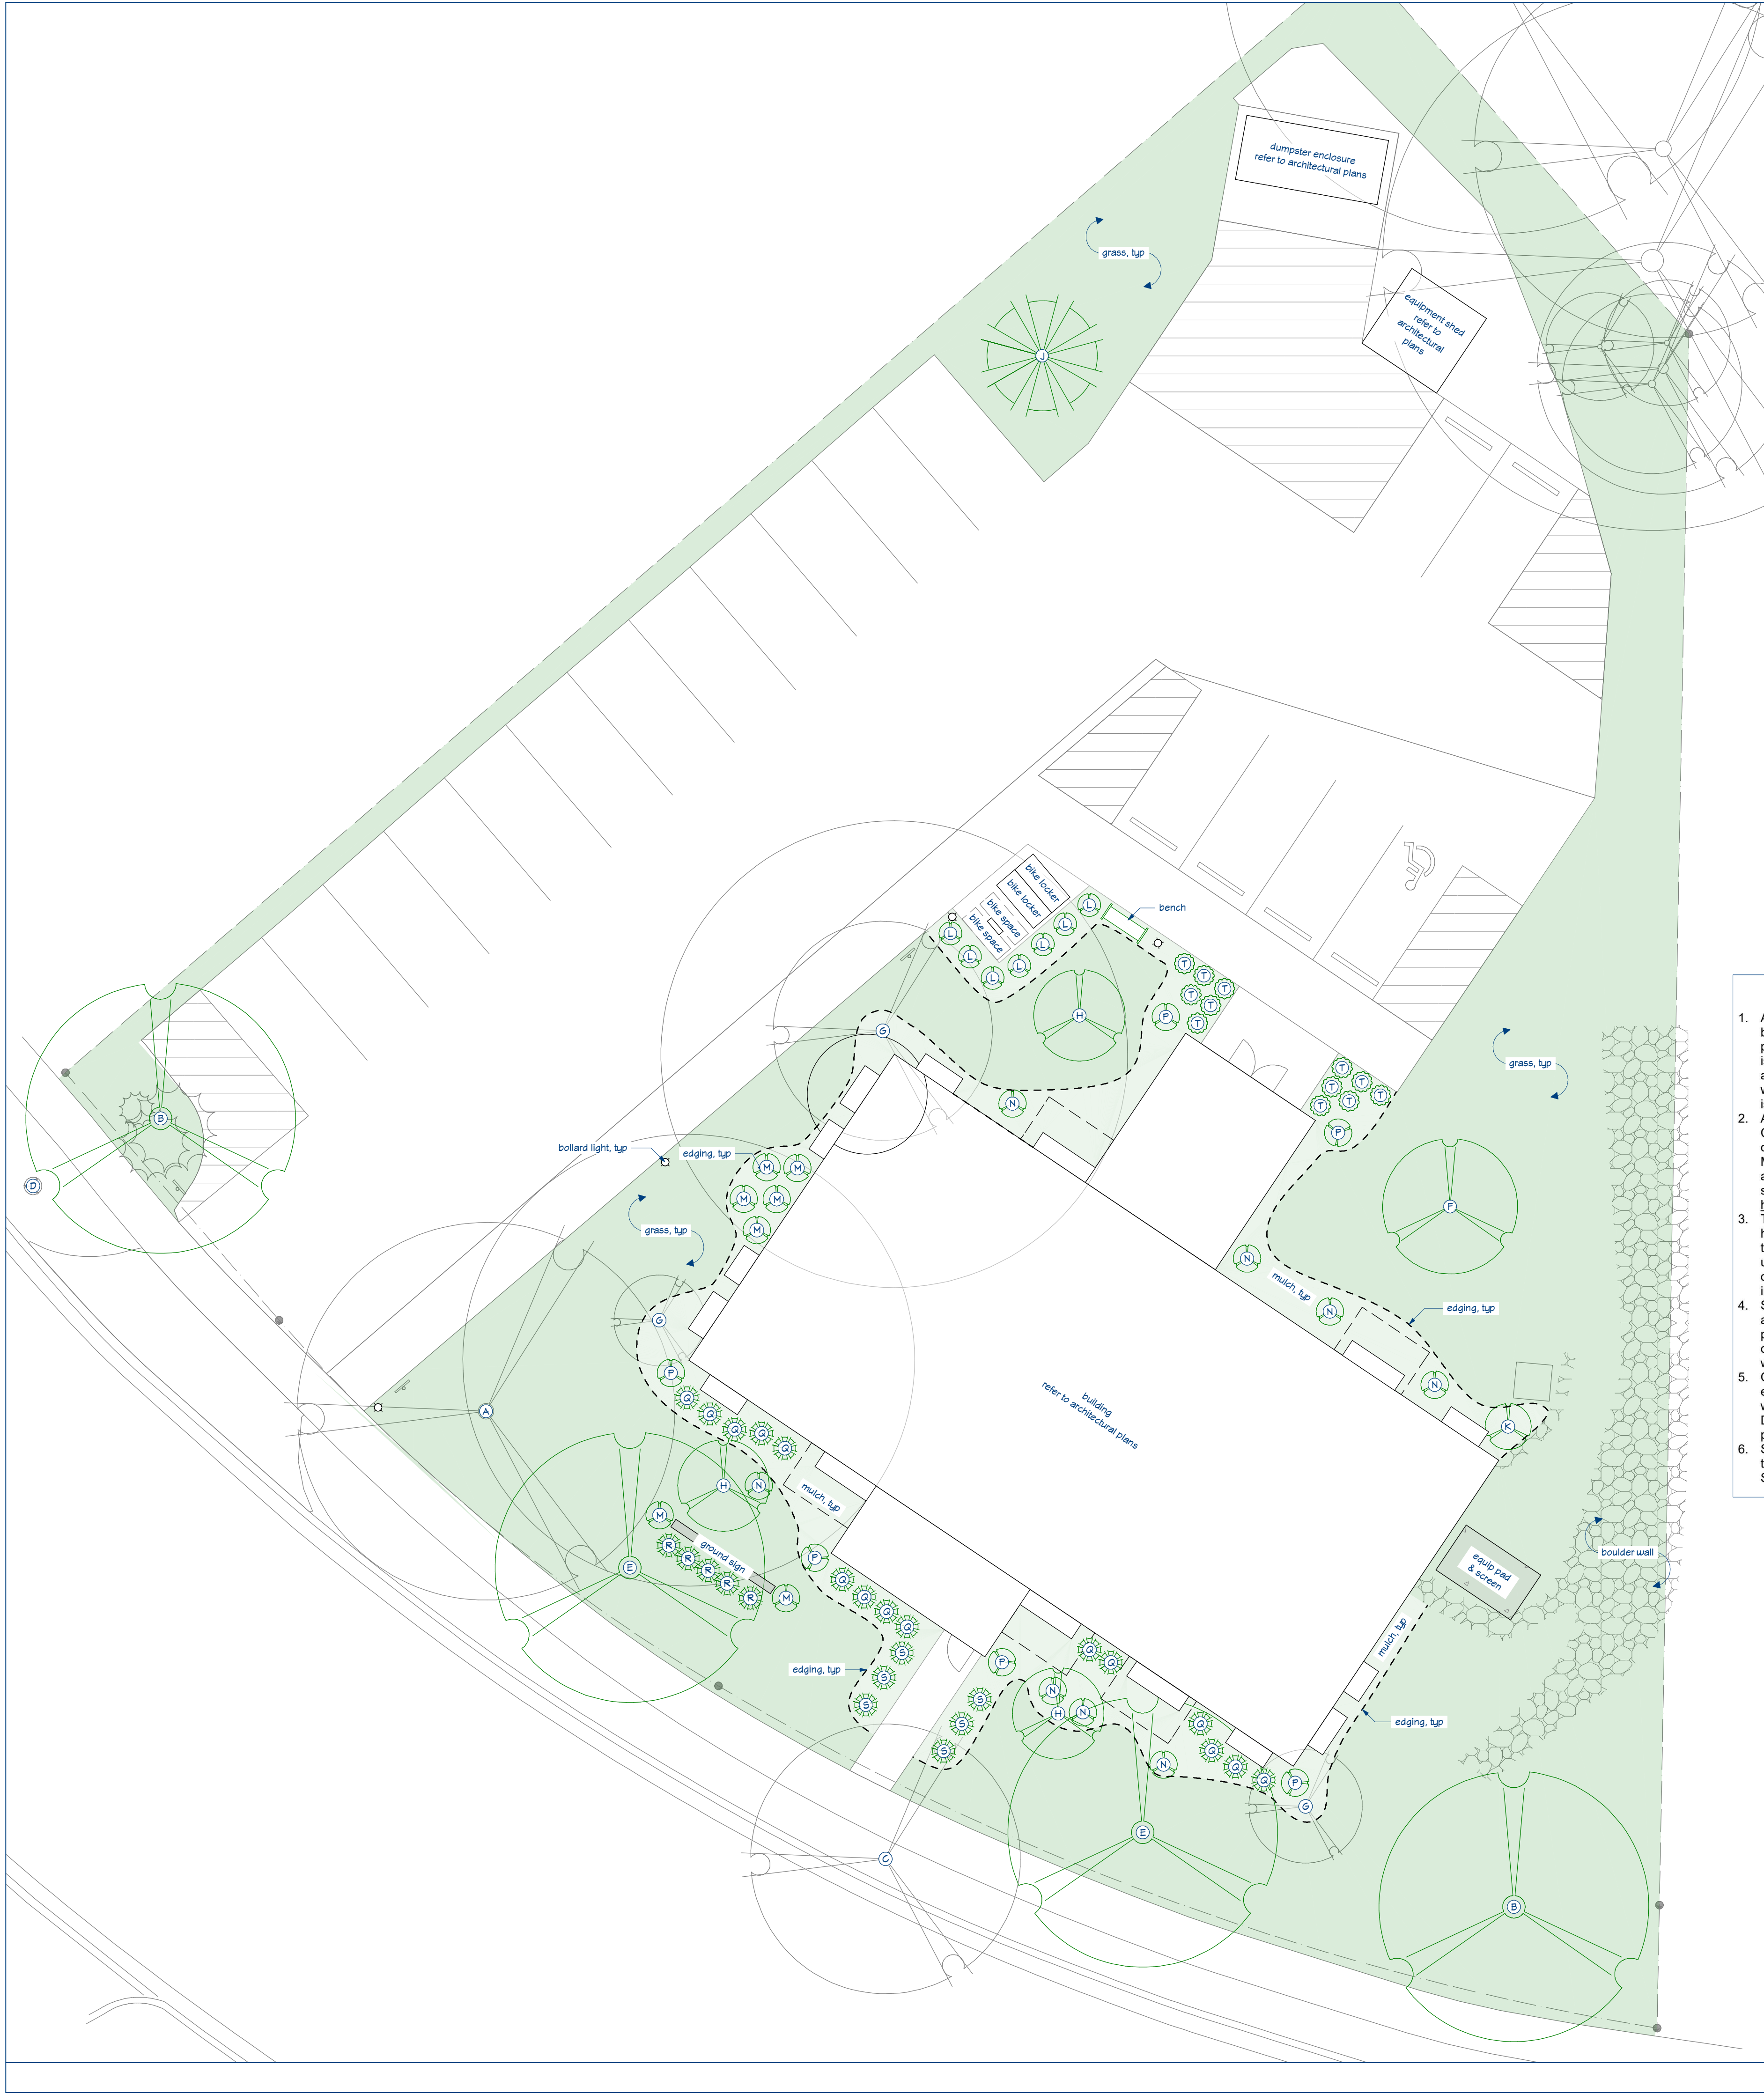 dumpster enclosure
refer to architectural plans
grass, typ
equipment shed
refer to
architectural
plans
J
bike locker
bike locker
bike space
bike space
L
L
L
L
L
L
L
bench
T
T
T
T
T
T
H
P
G
N
T
T
T
T
T
T
P
grass, typ
B
D
bollard light, typ
edging, typ
M
M
M
M
M
grass, typ
F
N
mulch, typ
N
edging, typ
G
P
Q
Q
Q
Q
Q
A
building
refer to architectural plans
N
K
H
N
mulch, typ
M
ground sign
R
R
R
R
R
M
E
P
Q
Q
Q
Q
boulder wall
equip pad
& screen
mulch, typ
S
S
S
edging, typ
P
Q
Q
N
N
H
S
S
S
Q
Q
Q
Q
N
P
G
edging, typ
E
C
B
1.
2.
3.
4.
5.
6.